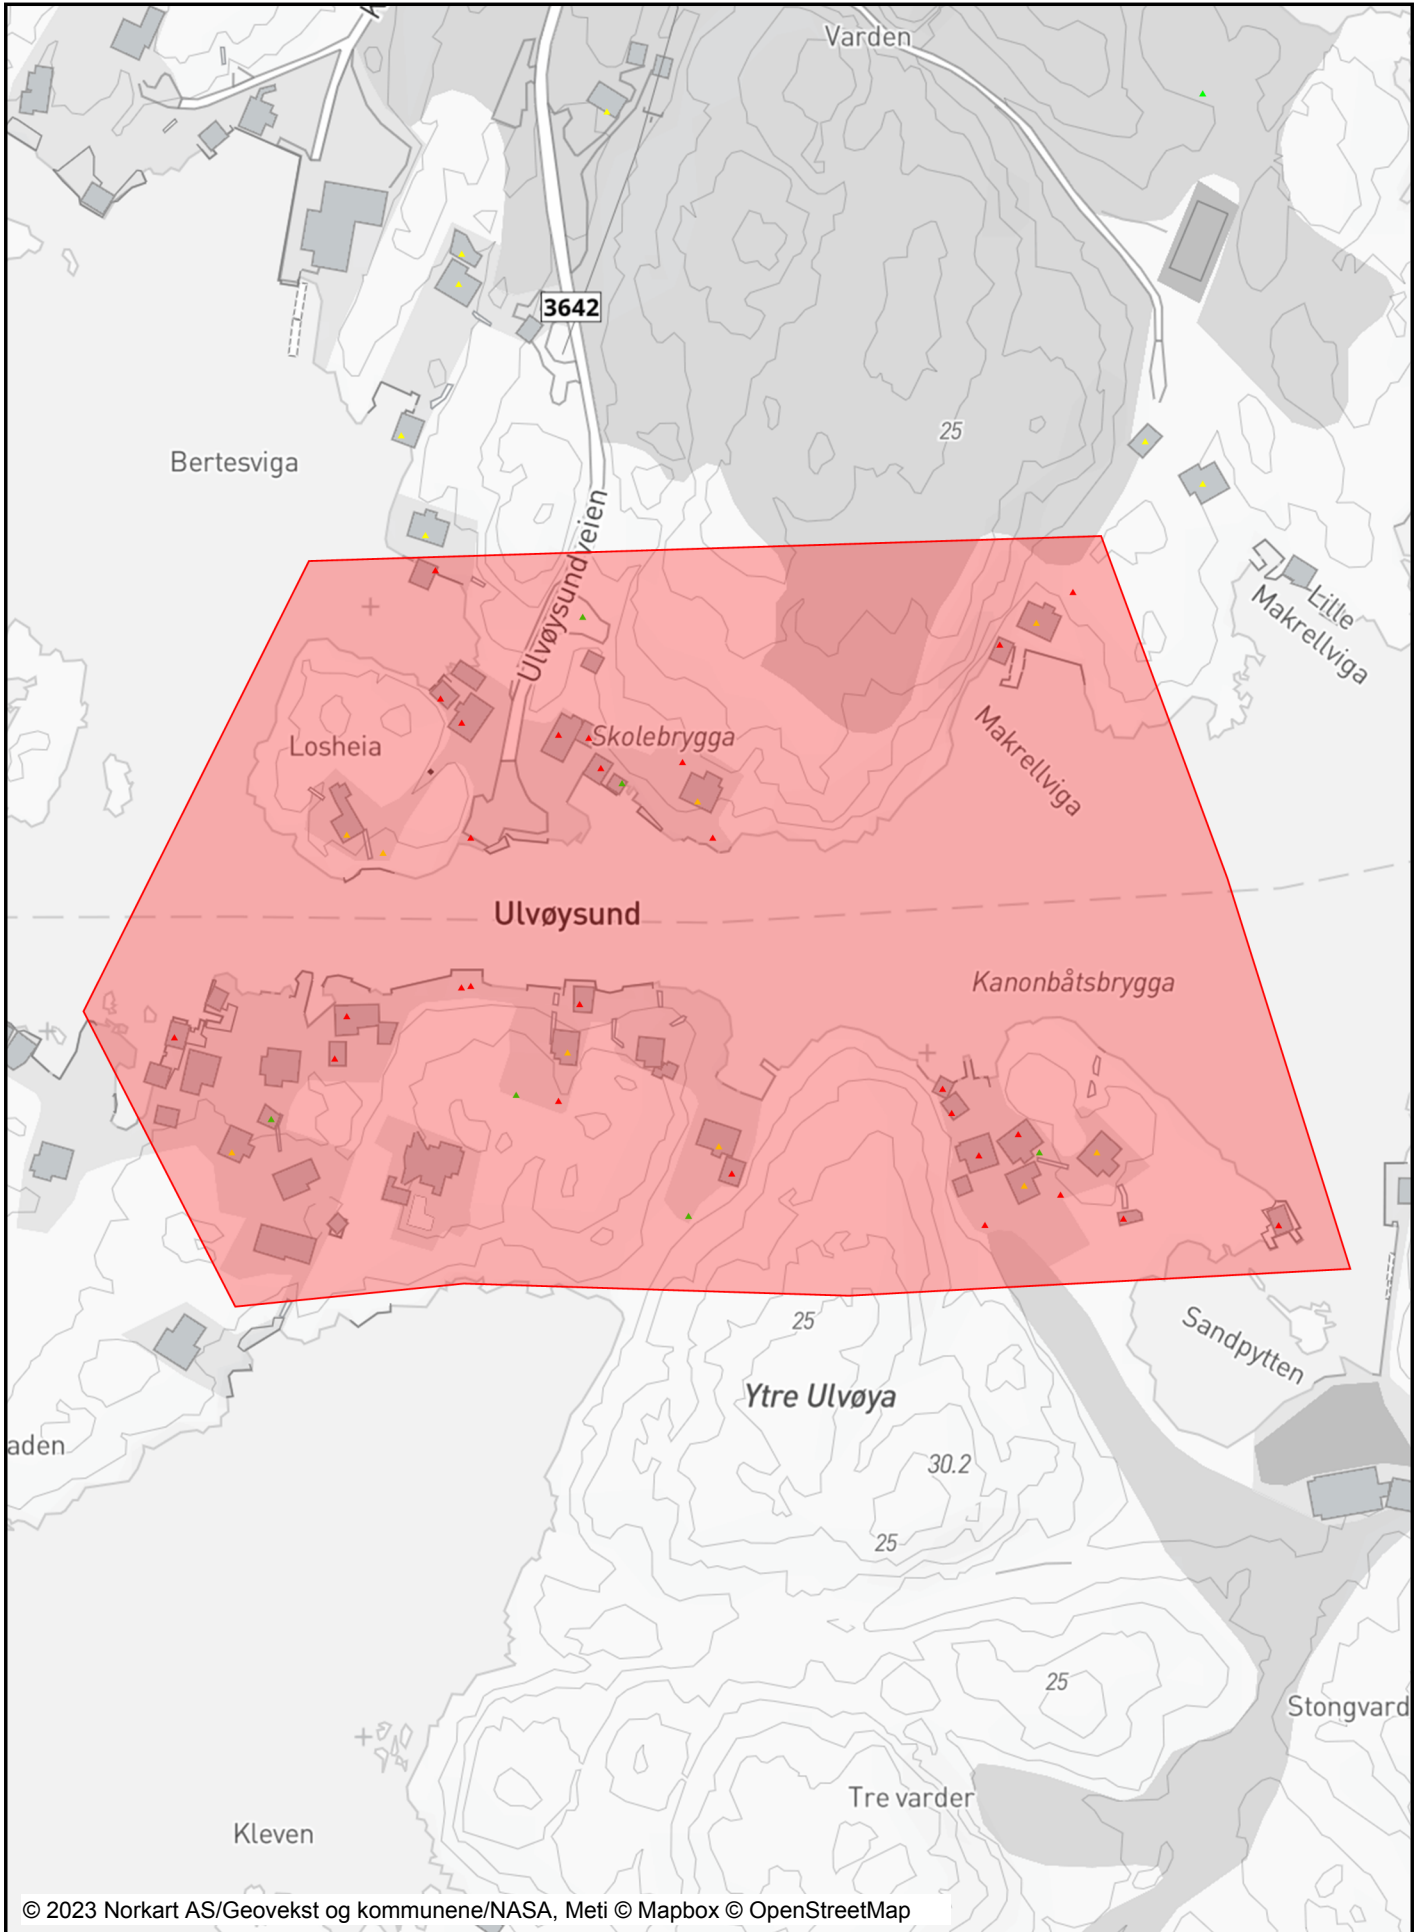 Varden
3642
25
Bertesviga
Ulvøysundveien
Lille
Makrellviga
Skolebrygga
Losheia
Makrellviga
Ulvøysund
Kanonbåtsbrygga
25
Sandpytten
Ytre Ulvøya
aden
30.2
25
25
Stongvard
Tre varder
Kleven
© 2023 Norkart AS/Geovekst og kommunene/NASA, Meti © Mapbox © OpenStreetMap